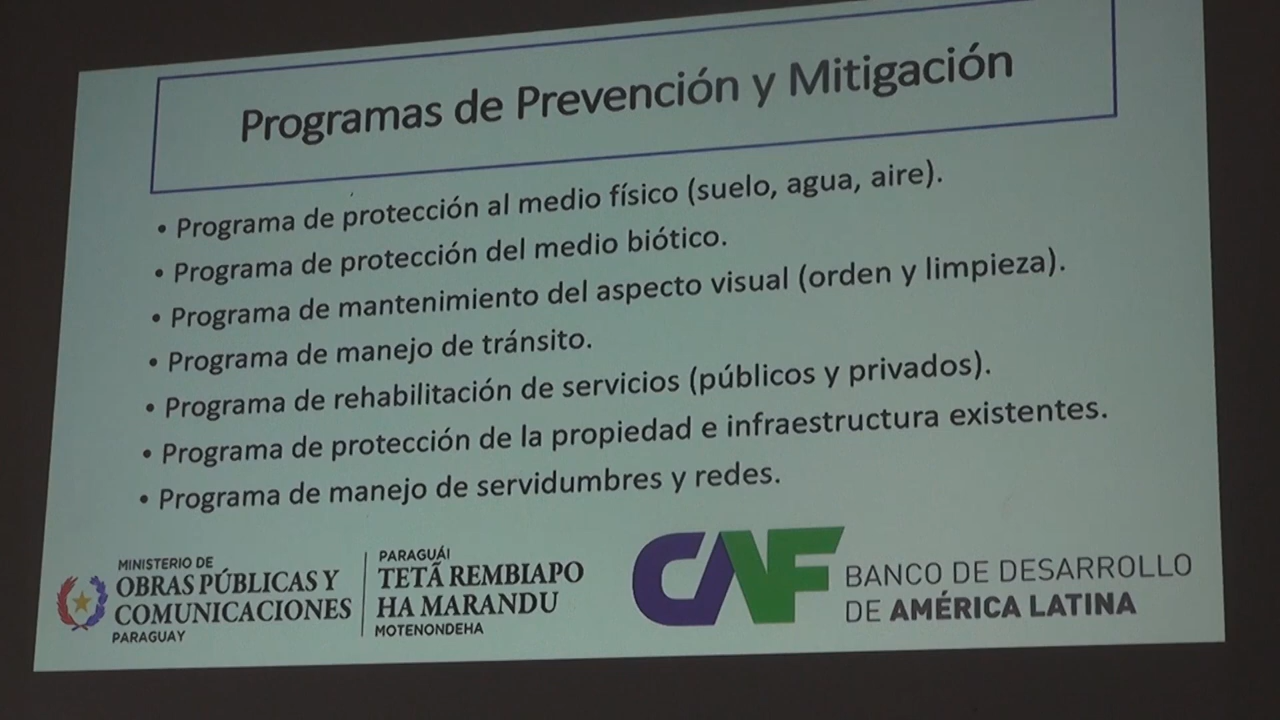 Programas de Prevención y Mitigación
• Programa de protección al medio físico (suelo, agua, aire).
• Programa de protección del medio biótico.
• Programa de mantenimiento del aspecto visual (orden y limpieza).
• Programa de manejo de tránsito.
• Programa de rehabilitación de servicios (públicos y privados).
• Programa de protección de la propiedad e infraestructura existentes.
• Programa de manejo de servidumbres y redes.
MINISTERIO DE
OBRAS PÚBLICAS Y
COMUNICACIONES
PARAGUAY
PARAGUÁI
TETÃ REMBIAPO
HA MARANDU
MOTENONDEHA
CAF
BANCO DE DESARROLLO
DE AMÉRICA LATINA